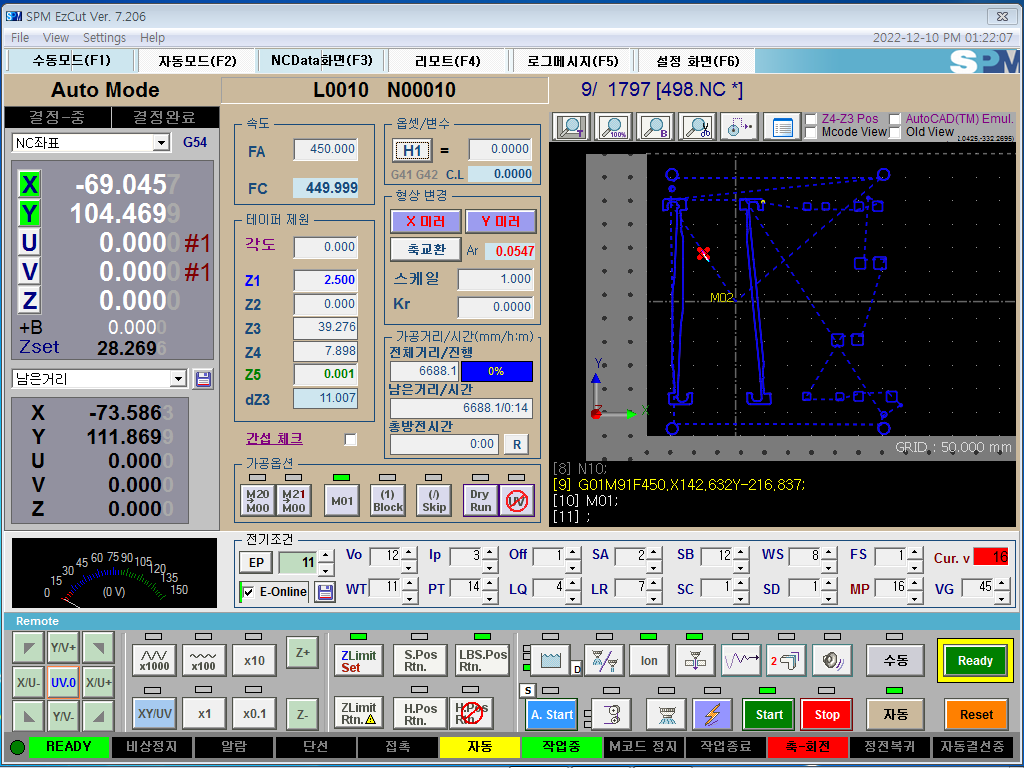 SPM EzCut Ver. 7.206
File View Settings Help
2022-12-10 PM 01:22:07
수동모드(F1) 자동모드(F2) NCData화면(F3) 리모트(F4) 로그메시지(F5) 설정 화면(F6)
SPM
Auto Mode
L0010 N00010
9/ 1797 [498.NC *]
결정-중 결정완료
NC좌표 G54
X -69.0457
Y 104.4699
U 0.0000 #1
V 0.0000 #1
Z 0.0000
+B 0.0000
Zset 28.2696
남은거리
X -73.5863
Y 111.8699
U 0.0000
V 0.0000
Z 0.0000
속도
FA 450.000
FC 449.999
테이퍼 제원
각도 0.000
Z1 2.500
Z2 0.000
Z3 39.276
Z4 7.898
Z5 0.001
dZ3 11.007
간섭 체크
옵셋/변수
H1 = 0.0000
G41 G42 C.L 0.0000
형상 변경
X 미러 Y 미러
축교환 Ar 0.0547
스케일 1.000
Kr 0.0000
가공거리/시간(mm/h:m)
전체거리/진행
6688.1 0%
남은거리/시간
6688.1/0:14
총방전시간
0:00 R
가공옵션
M20 M00 M21 M00 M01 (1) Block (/) Skip Dry Run UV
T 100% B
Z4-Z3 Pos AutoCAD(TM) Emul.
Mcode View Old View
M02
Y
X
Z
GRID : 50.000 mm
[8] N10;
[9] G01M91F450.X142.632Y-216.837;
[10] M01;
[11] ;
0 15 30 45 60 75 90 105 120 135 150
(0 V)
전기조건
EP 11
E-Online
Vo 12 Ip 3 Off 1 SA 2 SB 12 WS 8 FS 1 Cur. v 16
WT 11 PT 14 LQ 4 LR 7 SC 1 SD 1 MP 16 VG 45
Remote
Y/V+
X/U- UV.0 X/U+
Y/V-
x1000 x100 x10 Z+
XY/UV x1 x0.1 Z-
ZLimit Set S.Pos Rtn. LBS.Pos Rtn.
ZLimit Rtn. H.Pos Rtn. H.Pos Rtn.
D Ion 2 수동 Ready
S A. Start Start Stop 자동 Reset
READY 비상정지 알람 단선 접촉 자동 작업중 M코드 정지 작업종료 축-회전 정전복귀 자동결선중